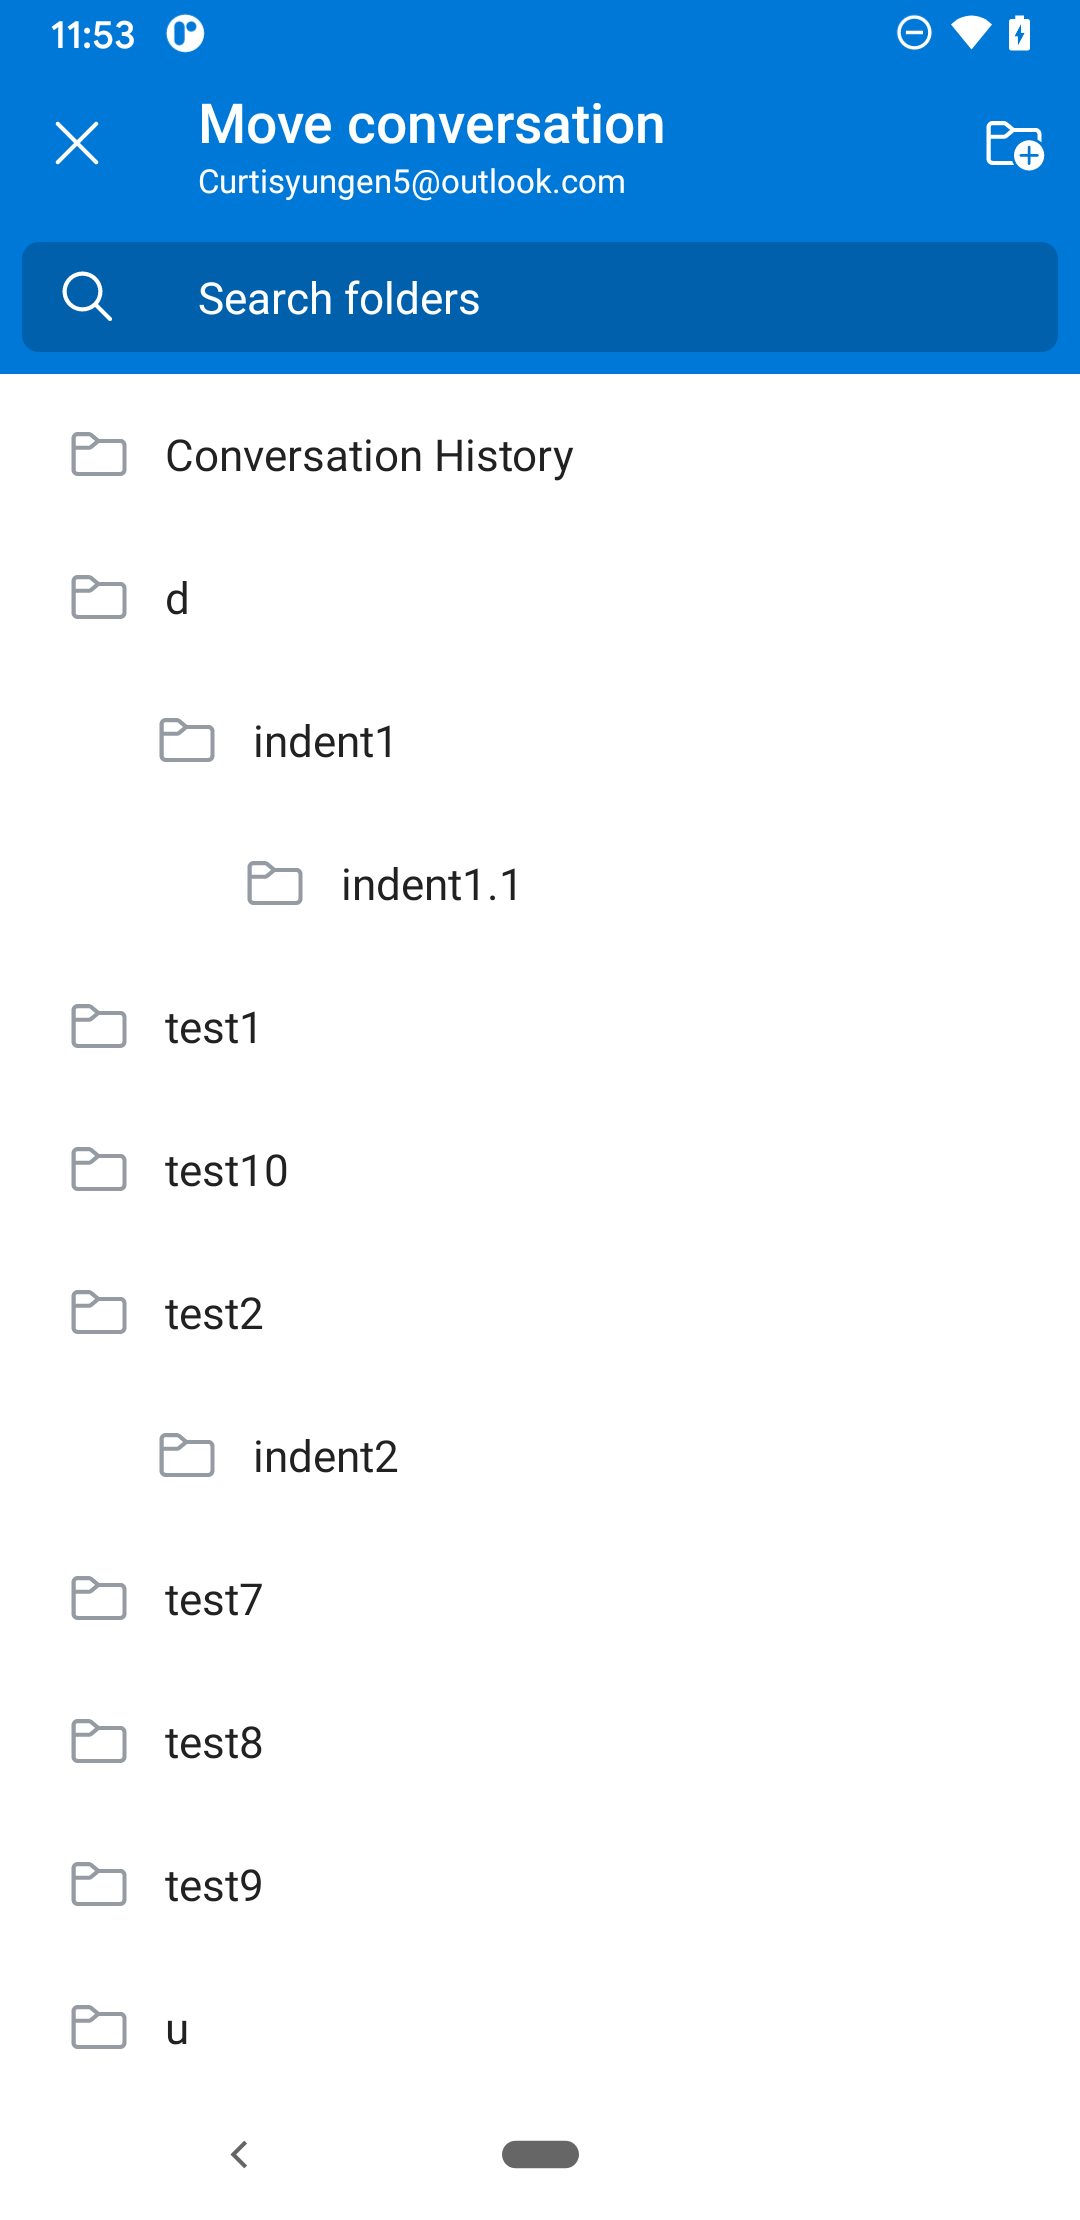 11:53
Move conversation
Curtisyungen5@outlook.com
Search folders
Conversation History
d
indent1
indent1.1
test1
test10
test2
indent2
test7
test8
test9
u